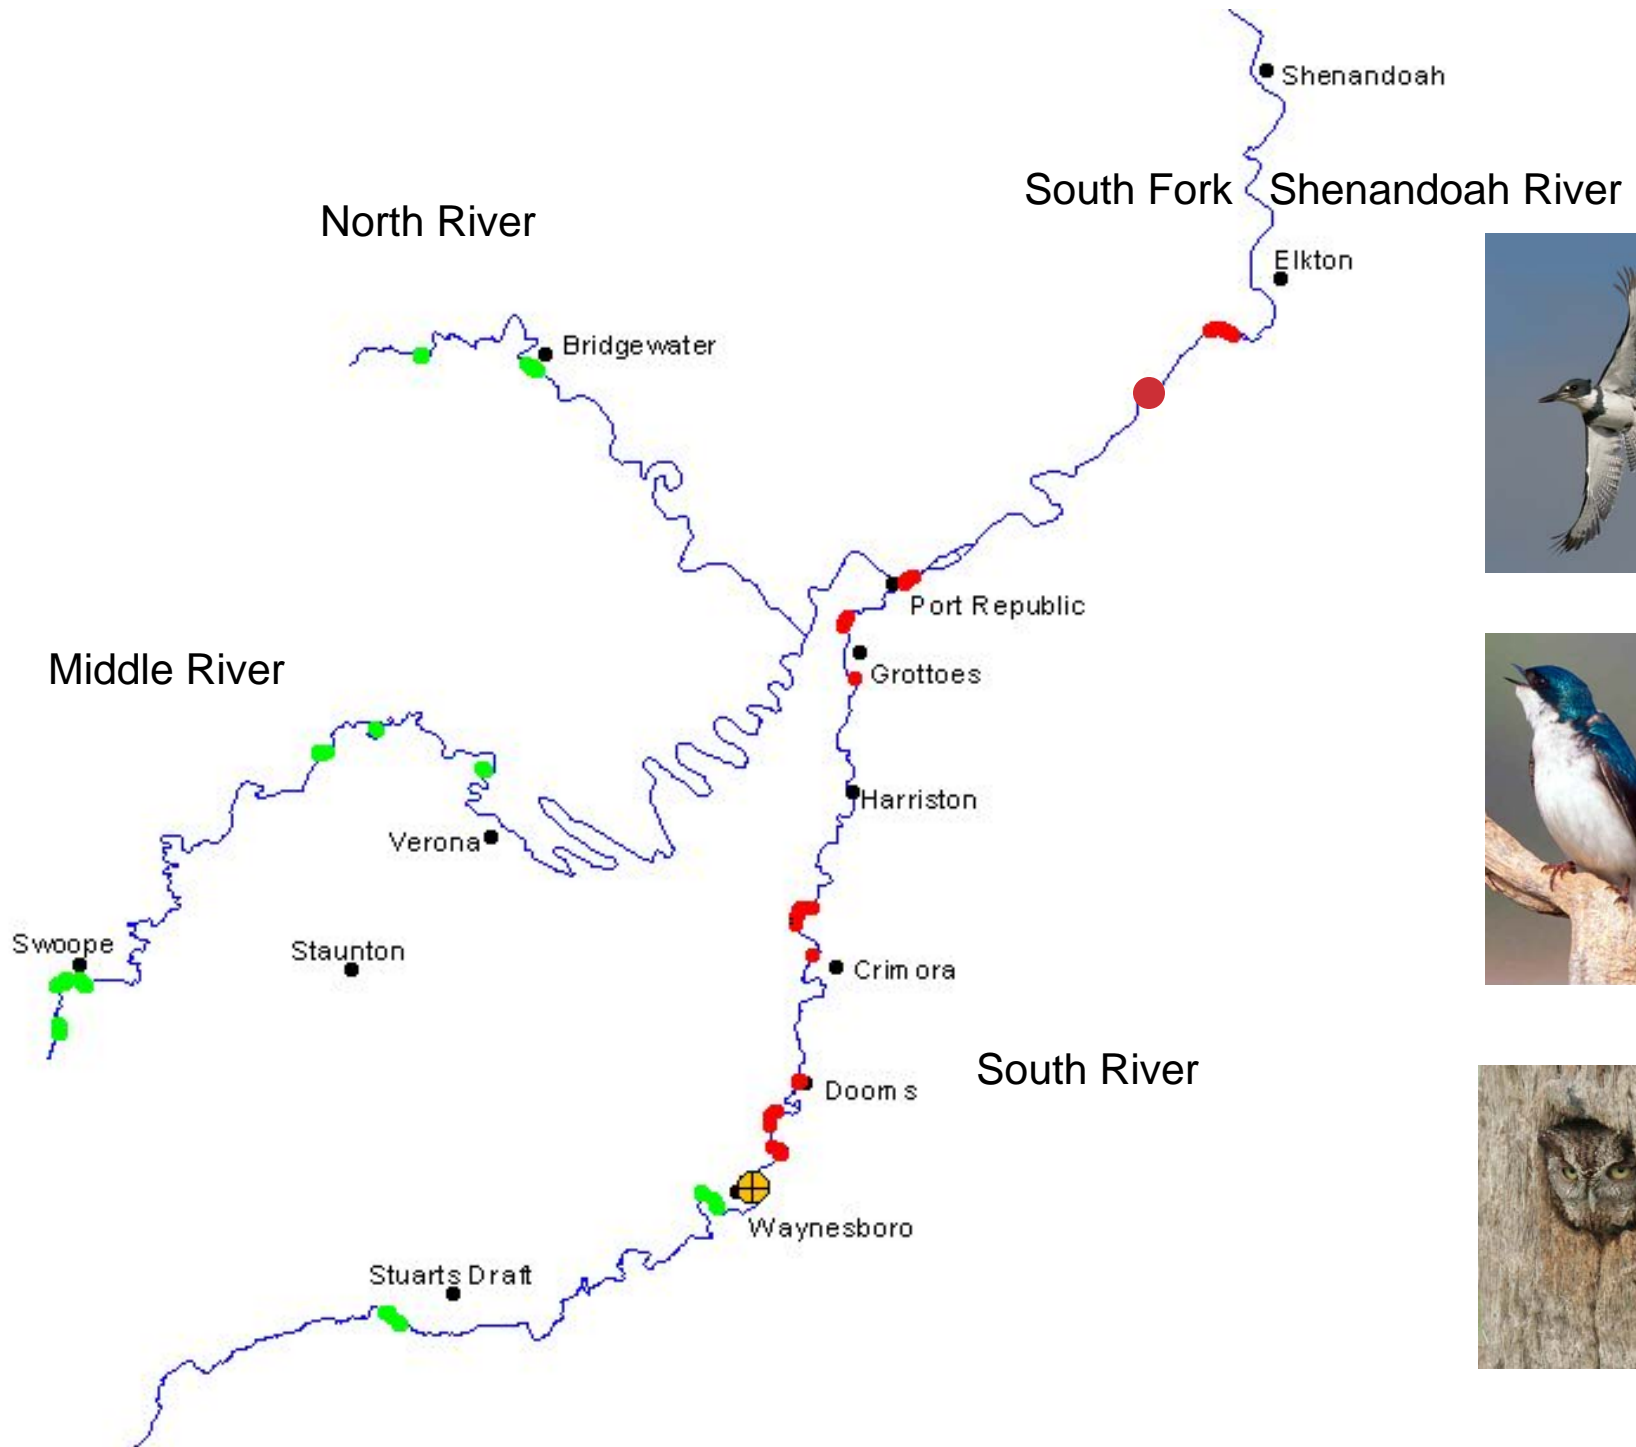 Shenandoah
South Fork Shenandoah River
North River
Elkton
Bridgewater
Port Republic
Middle River
Grottoes
Harriston
Verona
Swoope
Staunton
Crimora
South River
Dooms
Waynesboro
Stuarts Draft